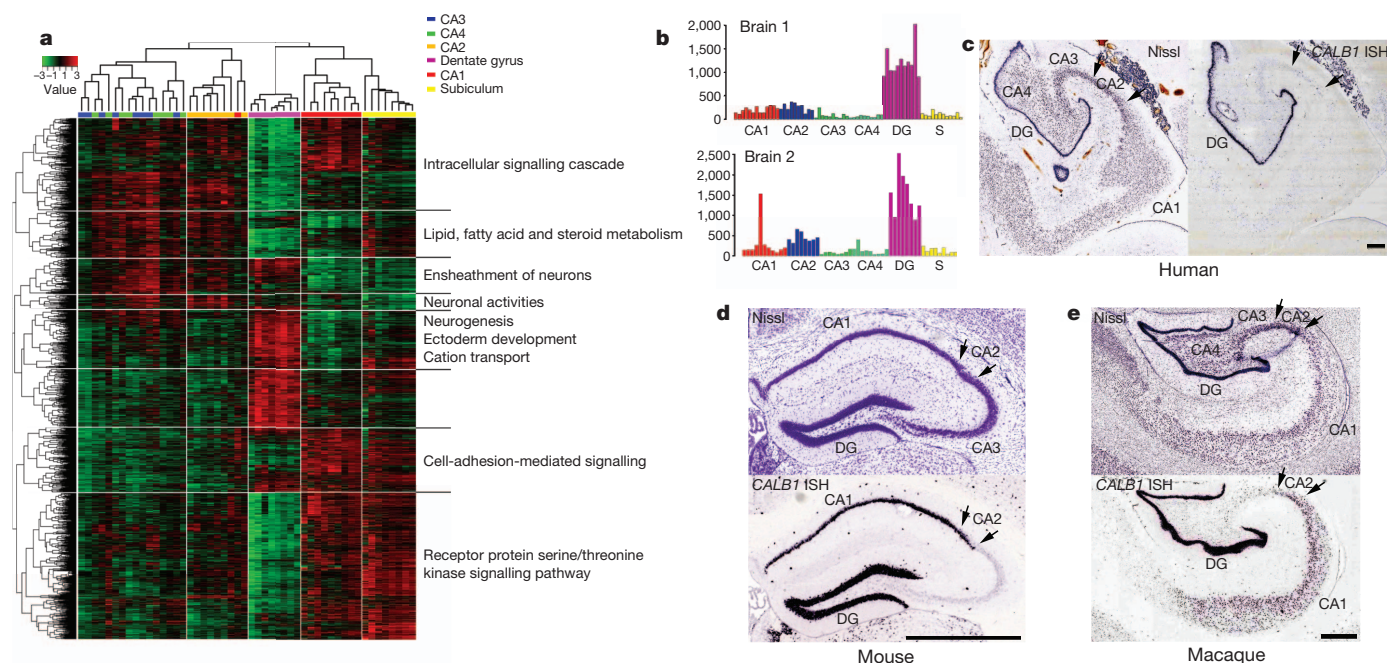 a
-3 -1 1 3
Value
CA3
CA4
CA2
Dentate gyrus
CA1
Subiculum
Intracellular signalling cascade
Lipid, fatty acid and steroid metabolism
Ensheathment of neurons
Neuronal activities
Neurogenesis
Ectoderm development
Cation transport
Cell-adhesion-mediated signalling
Receptor protein serine/threonine
kinase signalling pathway
b
Brain 1
2,000
1,500
1,000
500
0
CA1 CA2 CA3 CA4 DG S
Brain 2
2,500
2,000
1,500
1,000
500
0
CA1 CA2 CA3 CA4 DG S
c
Nissl
CA3
CA2
CA4
DG
CA1
CALB1 ISH
DG
Human
d
Nissl
CA1
CA2
CA3
DG
CALB1 ISH
CA1
CA2
DG
Mouse
e
Nissl
CA3
CA2
CA4
DG
CA1
CALB1 ISH
CA2
DG
CA1
Macaque